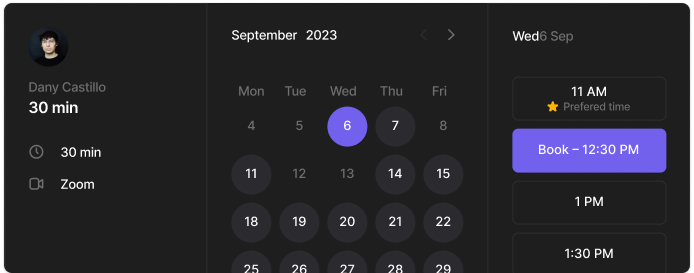 Dany Castillo
30 min
30 min
Zoom
September 2023
Mon Tue Wed Thu Fri
4 5 6 7 8
11 12 13 14 15
18 19 20 21 22
25 26 27 28 29
Wed6 Sep
11 AM
Prefered time
Book – 12:30 PM
1 PM
1:30 PM